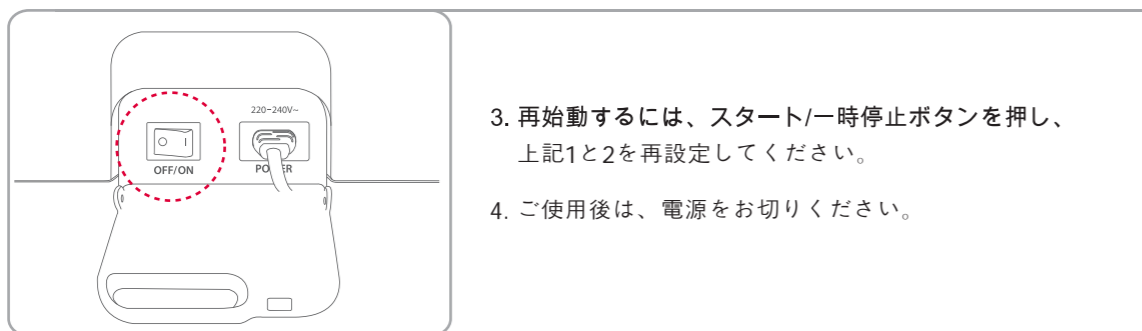 220-240V~
OFF/ON
3. 再始動するには、スタート/一時停止ボタンを押し、
上記1と2を再設定してください。
4. ご使用後は、電源をお切りください。